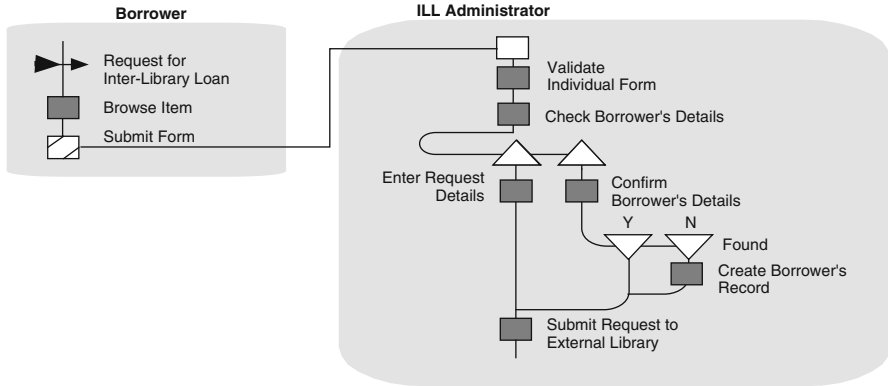 Borrower
Request for
Inter-Library Loan
Browse Item
Submit Form
ILL Administrator
Validate
Individual Form
Check Borrower's Details
Enter Request
Details
Confirm
Borrower's Details
Y
N
Found
Create Borrower's
Record
Submit Request to
External Library